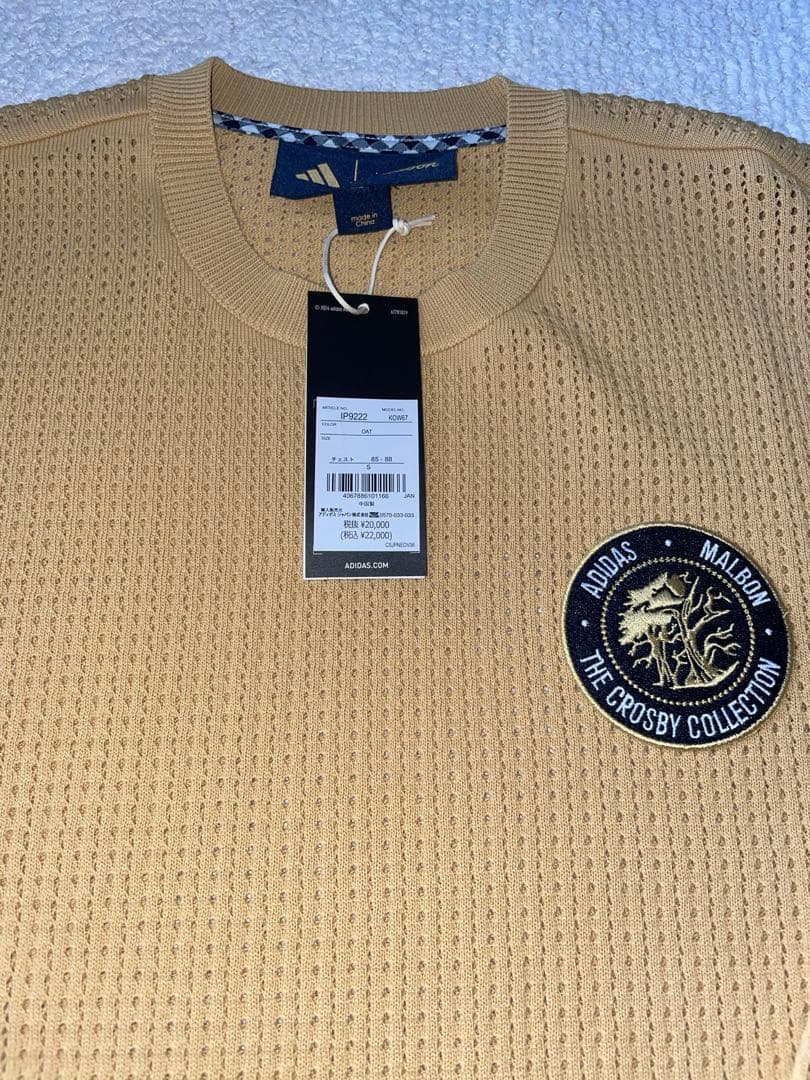 made in
China
© 2024 adidas
ARTICLE NO.
MODEL NO.
IP9222
KOW67
COLOR
OAT
SIZE
チェスト 85 - 88
S
4067886101166 JAN
中国製
輸入販売元
アディダス ジャパン株式会社 0570-033-033
税抜 ¥20,000
(税込 ¥22,000)
ADIDAS.COM
ADIDAS • MALBON •
THE CROSBY COLLECTION •